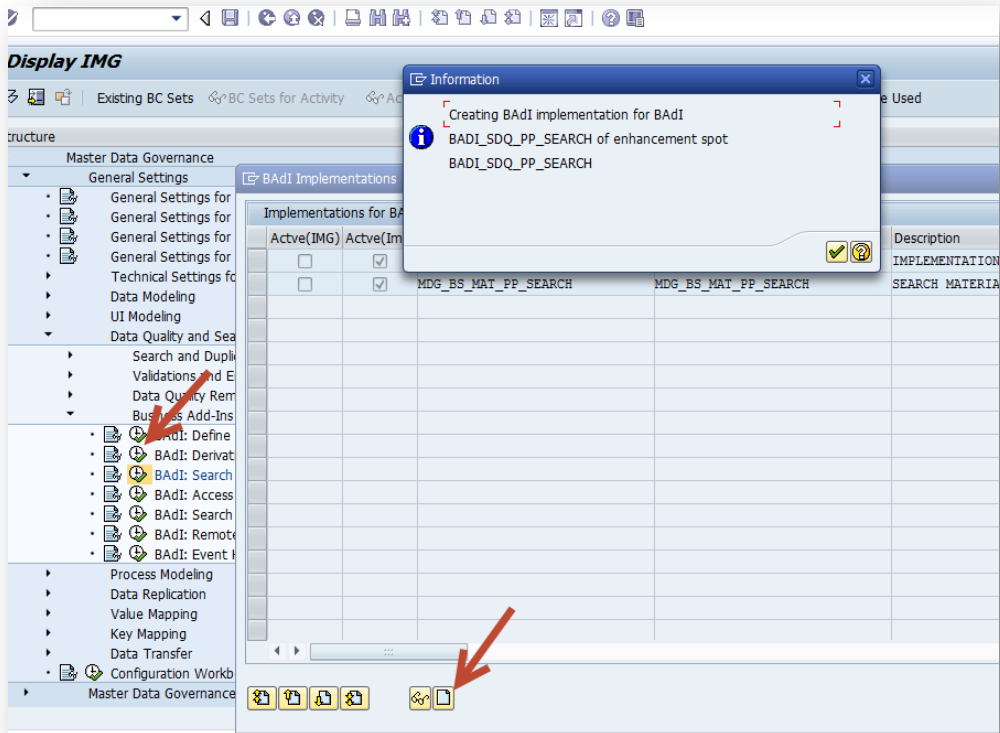 Display IMG
Existing BC Sets
BC Sets for Activity
Used
tructure
Master Data Governance
General Settings
General Settings for
General Settings for
General Settings for
General Settings for
Technical Settings
Data Modeling
UI Modeling
Data Quality and Sea
Search and Dupli
Validations and E
Data Quality Rem
Business Add-Ins
BAdI: Define
BAdI: Derivat
BAdI: Search
BAdI: Access
BAdI: Search
BAdI: Remote
BAdI: Event
Process Modeling
Data Replication
Value Mapping
Key Mapping
Data Transfer
Configuration Workb
Master Data Governance
BAdI Implementations
Implementations for BA
Actve(IMG) Actve(Im
Description
IMPLEMENTATION
MDG_BS_MAT_PP_SEARCH MDG_BS_MAT_PP_SEARCH SEARCH MATERIA
Information
Creating BAdI implementation for BAdI
BADI_SDQ_PP_SEARCH of enhancement spot
BADI_SDQ_PP_SEARCH